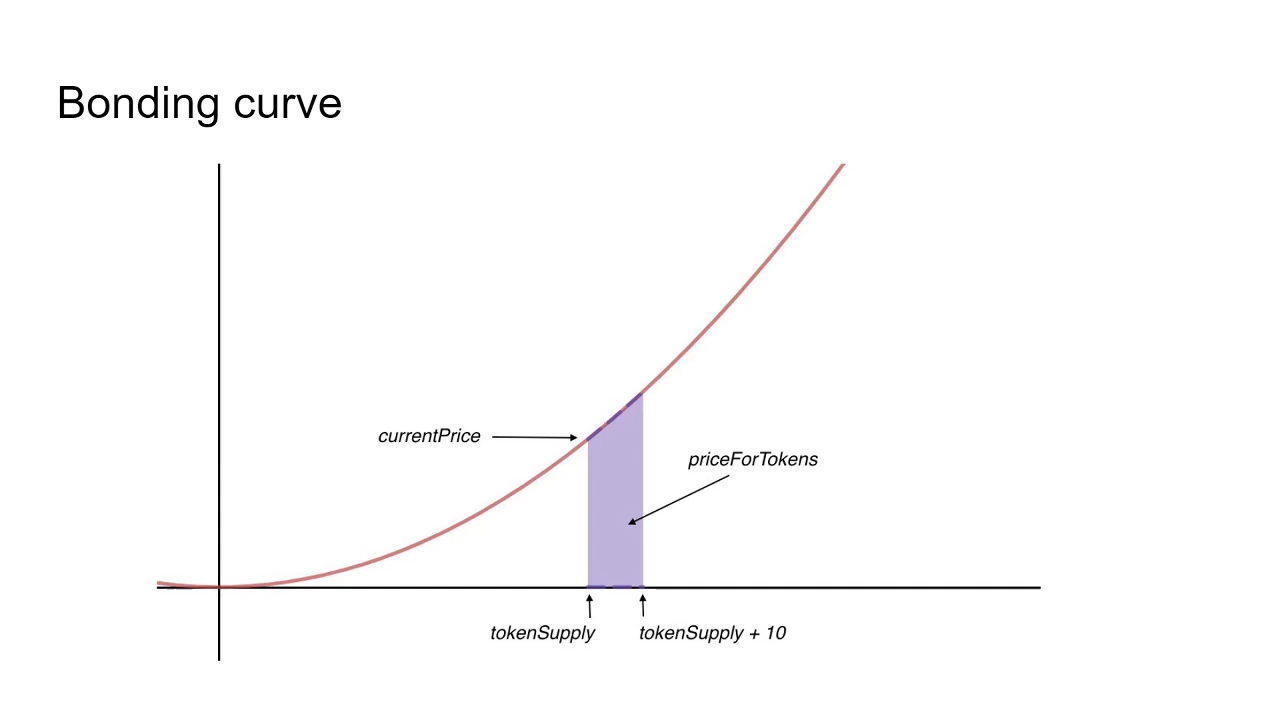 Bonding curve
currentPrice
priceForTokens
tokenSupply
tokenSupply + 10